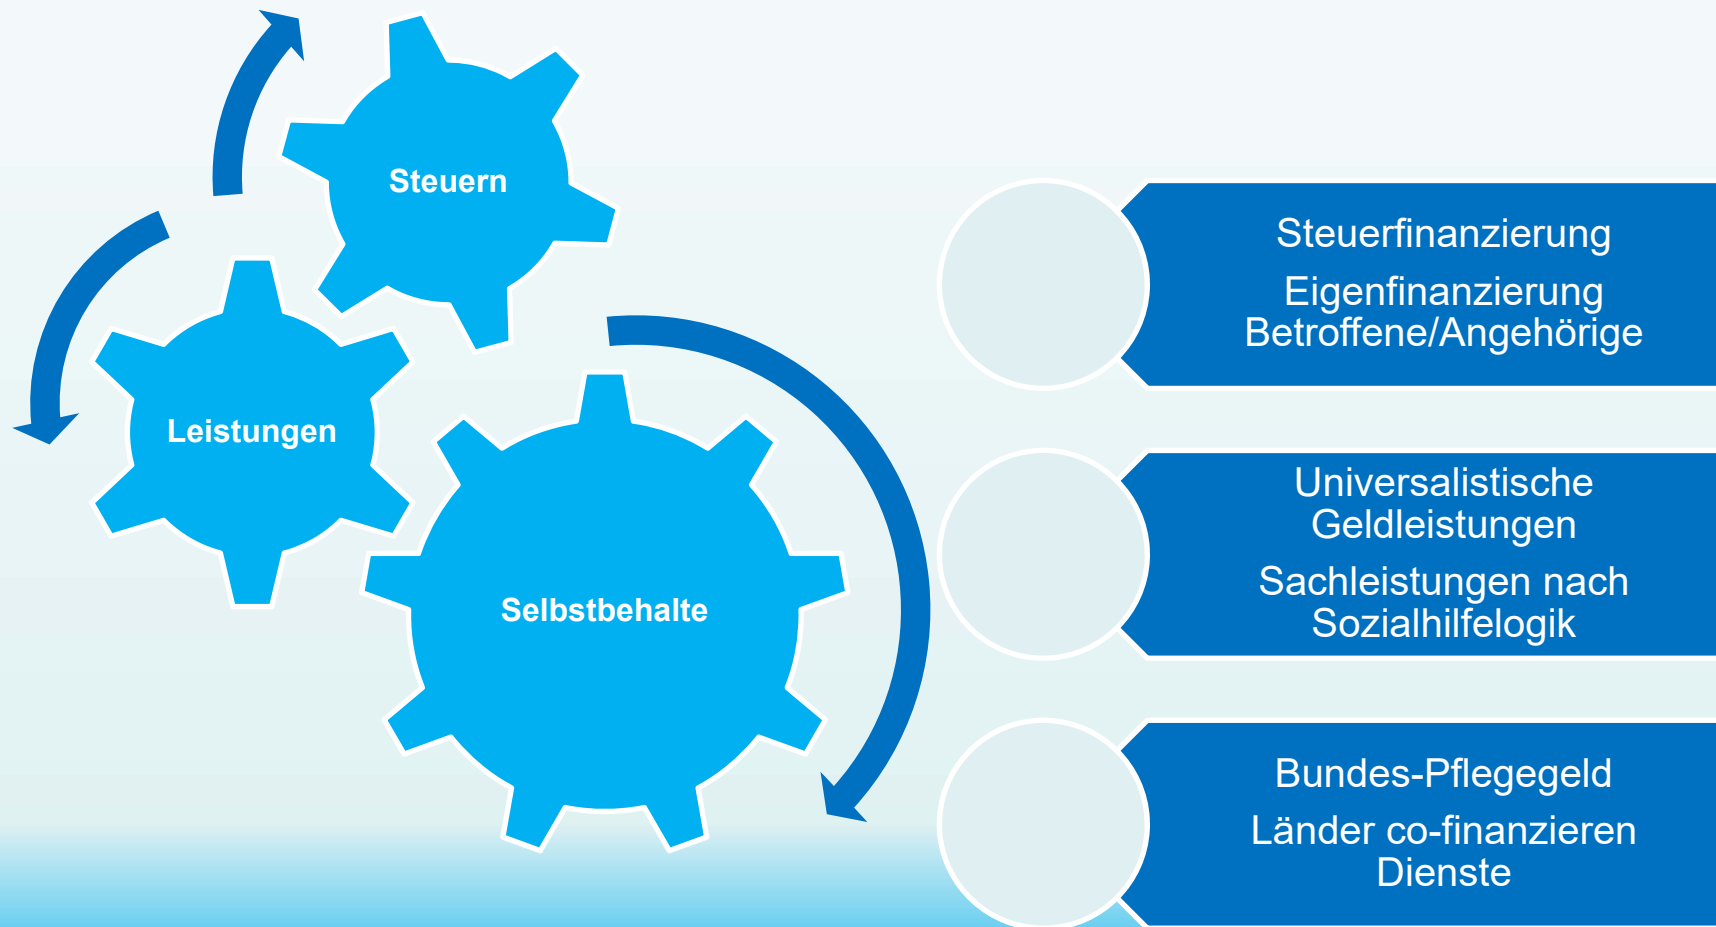 Steuern
Leistungen
Selbstbehalte
Steuerfinanzierung
Eigenfinanzierung
Betroffene/Angehörige
Universalistische
Geldleistungen
Sachleistungen nach
Sozialhilfelogik
Bundes-Pflegegeld
Länder co-finanzieren
Dienste